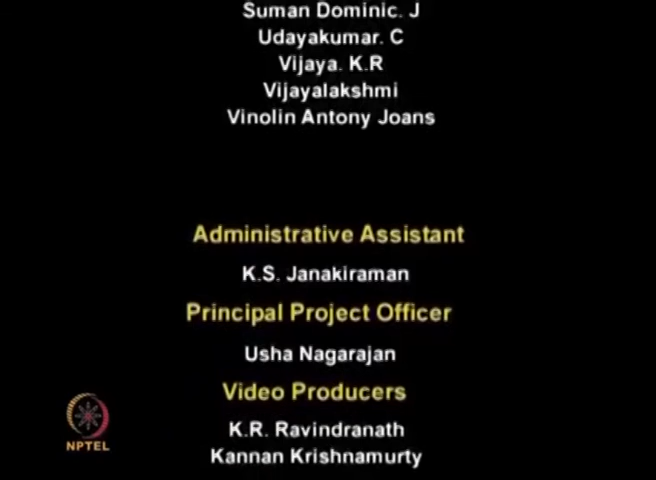 Suman Dominic. J
Udayakumar. C
Vijaya. K.R
Vijayalakshmi
Vinolin Antony Joans
Administrative Assistant
K.S. Janakiraman
Principal Project Officer
Usha Nagarajan
Video Producers
K.R. Ravindranath
Kannan Krishnamurty
NPTEL